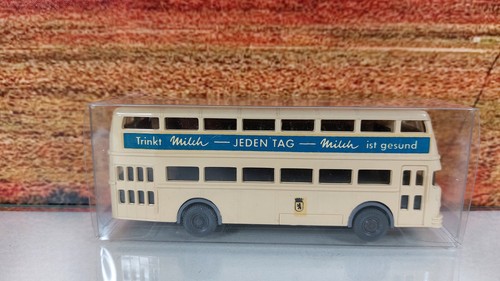 Trinkt Milch — JEDEN TAG — Milch ist gesund